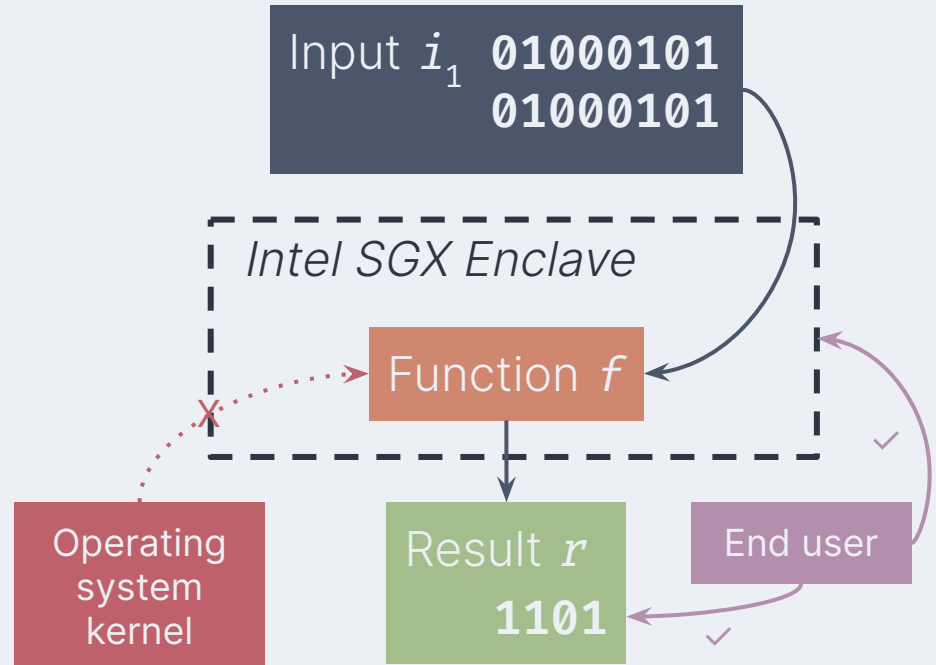 Input i₁ 01000101
01000101
Intel SGX Enclave
Function f
X
Operating
system
kernel
Result r
1101
End user